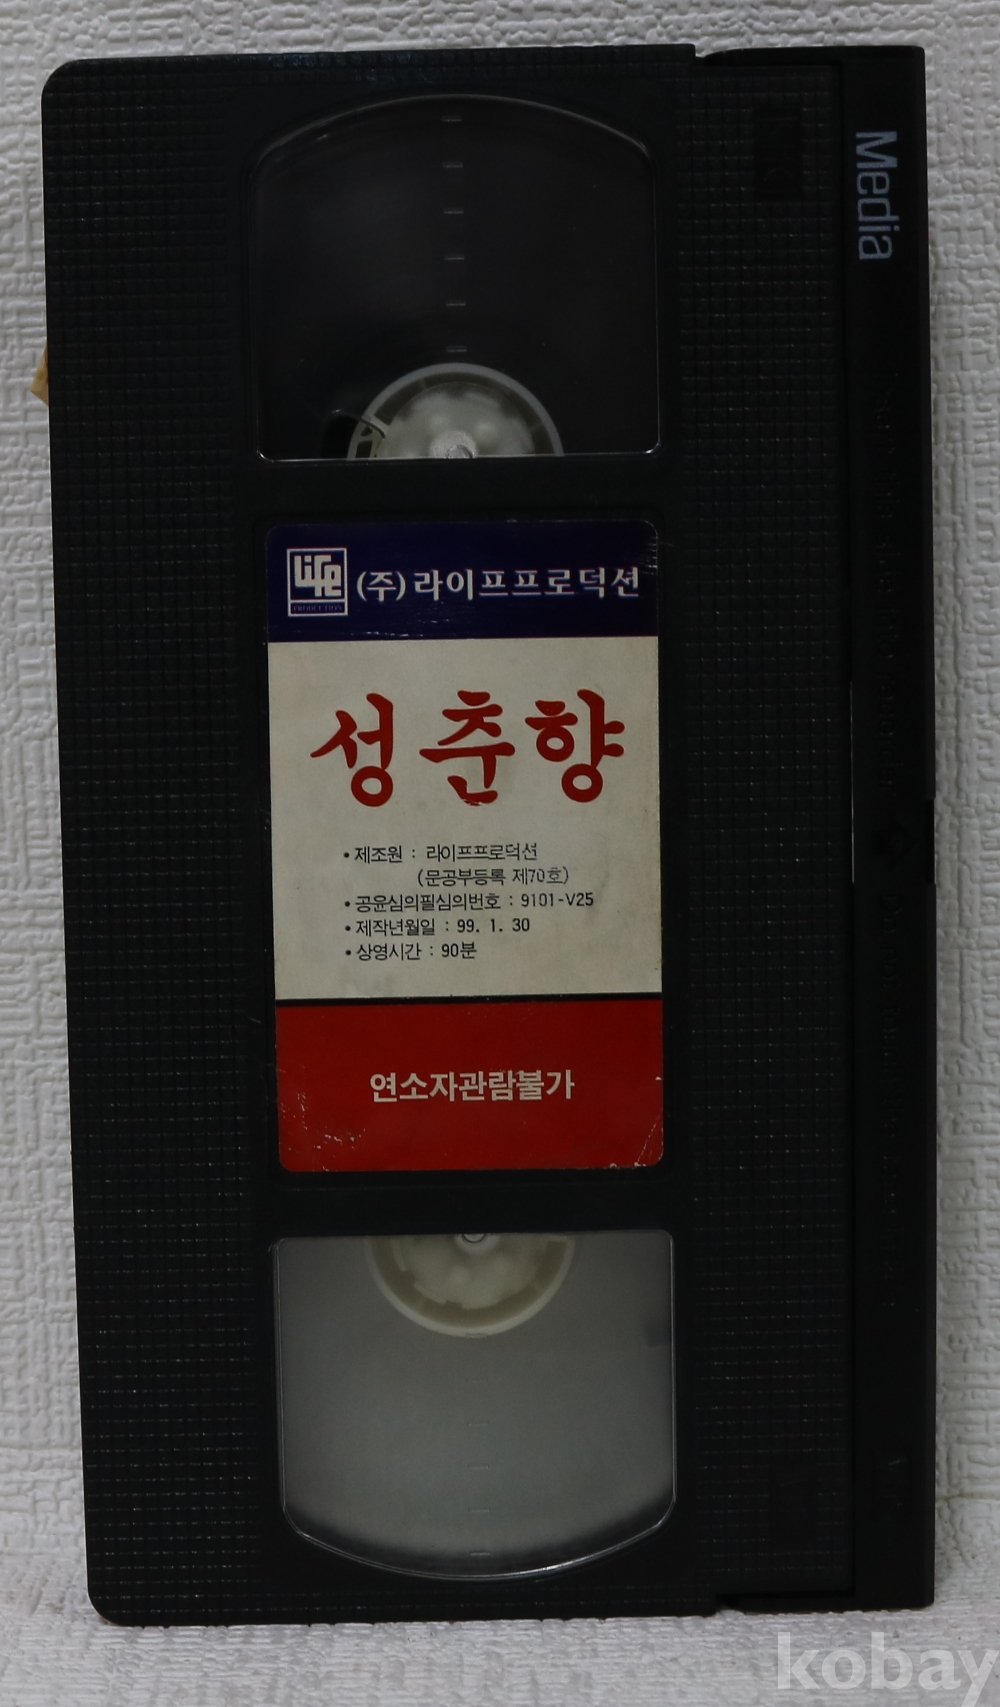 Media
Life
PRODUCTION
(주)라이프프로덕션
성춘향
• 제조원 : 라이프프로덕션
(문공부등록 제70호)
• 공윤심의필심의번호 : 9101-V25
• 제작년월일 : 99. 1. 30
• 상영시간 : 90분
연소자관람불가
kobay